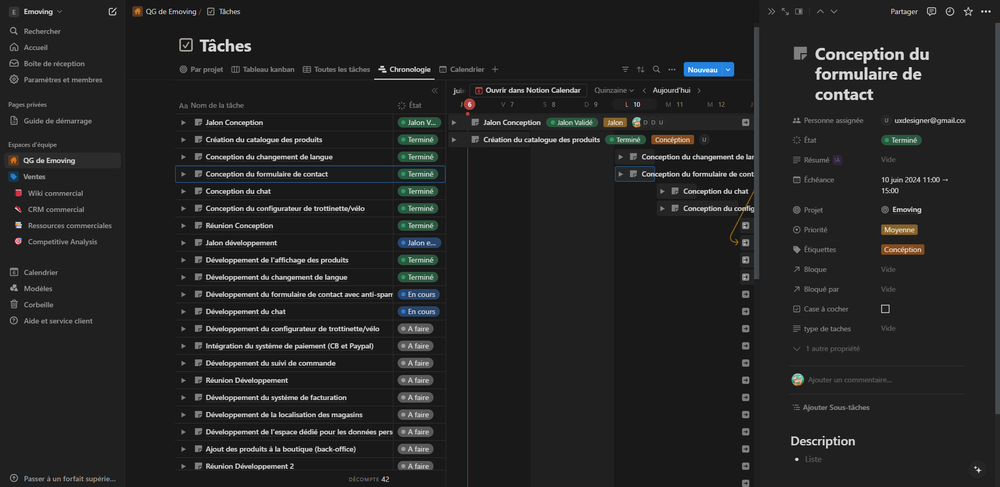 E Emoving
Rechercher
Accueil
Boîte de réception
Paramètres et membres
Pages privées
Guide de démarrage
Espaces d'équipe
QG de Emoving
Ventes
Wiki commercial
CRM commercial
Ressources commerciales
Competitive Analysis
Calendrier
Modèles
Corbeille
Aide et service client
Passer à un forfait supérie...
QG de Emoving / Tâches
Tâches
Par projet Tableau kanban Toutes les tâches Chronologie Calendrier
Nouveau
juin Ouvrir dans Notion Calendar Quinzaine Aujourd'hui
Aa Nom de la tâche État
J 6 V 7 S 8 D 9 L 10 M 11 M 12 J
Jalon Conception Jalon V...
Création du catalogue des produits Terminé
Conception du changement de langue Terminé
Conception du formulaire de contact Terminé
Conception du chat Terminé
Conception du configurateur de trottinette/vélo Terminé
Réunion Conception Terminé
Jalon développement Jalon e...
Développement de l'affichage des produits Terminé
Développement du changement de langue Terminé
Développement du formulaire de contact avec anti-spam En cours
Développement du chat En cours
Développement du configurateur de trottinette/vélo A faire
Intégration du système de paiement (CB et Paypal) A faire
Développement du suivi de commande A faire
Réunion Développement A faire
Développement du système de facturation A faire
Développement de la localisation des magasins A faire
Développement de l'espace dédié pour les données pers A faire
Ajout des produits à la boutique (back-office) A faire
Réunion Développement 2 A faire
DÉCOMPTE 42
Jalon Conception Jalon Validé Jalon D D U
Création du catalogue des produits Terminé Concéption U
Conception du changement de lan
Conception du formulaire de cont
Conception du chat
Conception du config
Partager
Conception du
formulaire de
contact
Personne assignée U uxdesigner@gmail.co
État Terminé
Résumé IA Vide
Échéance 10 juin 2024 11:00 →
15:00
Projet Emoving
Priorité Moyenne
Étiquettes Concéption
Bloque Vide
Bloqué par Vide
Case à cocher
type de taches Vide
1 autre propriété
Ajouter un commentaire...
Ajouter Sous-tâches
Description
• Liste